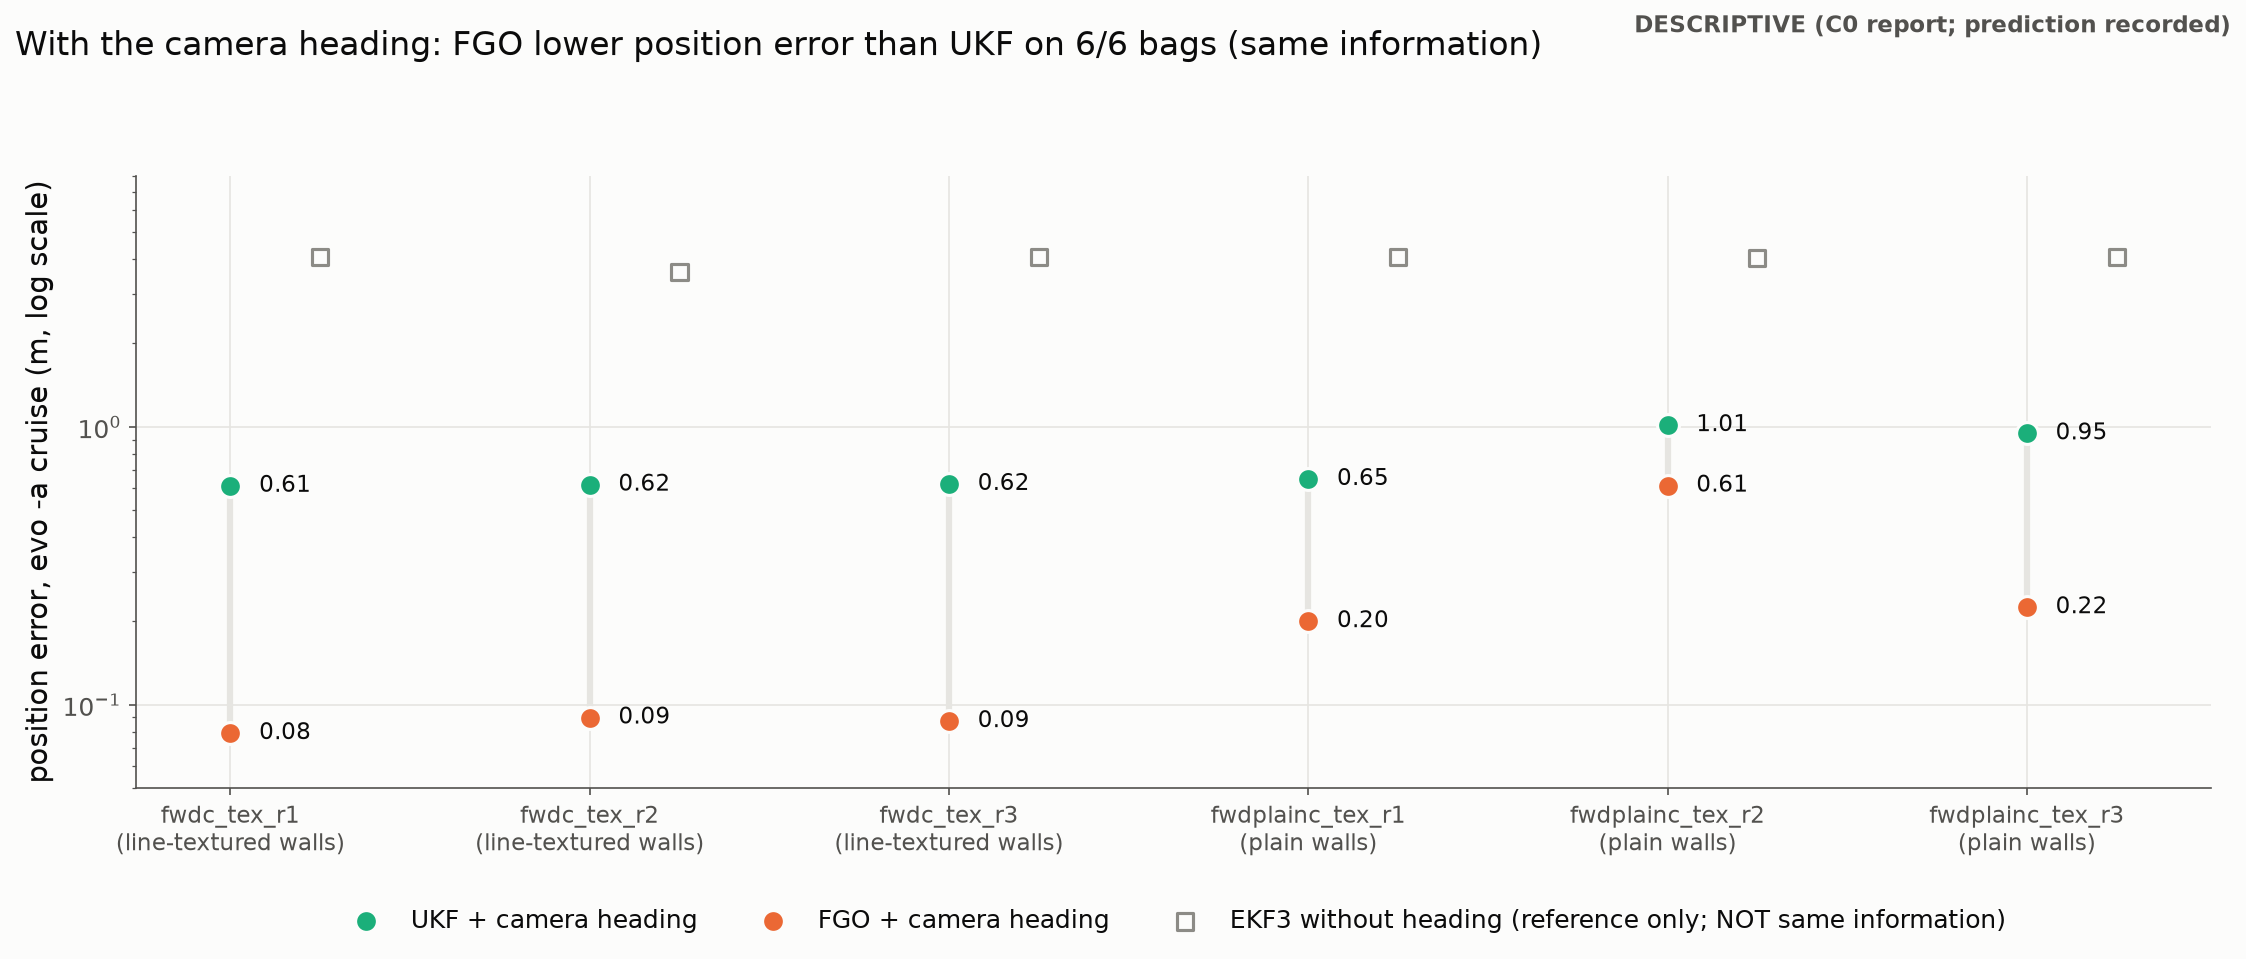 DESCRIPTIVE (C0 report; prediction recorded)
With the camera heading: FGO lower position error than UKF on 6/6 bags (same information)
position error, evo -a cruise (m, log scale)
10⁰
10⁻¹
0.61
0.08
0.62
0.09
0.62
0.09
0.65
0.20
1.01
0.61
0.95
0.22
fwdc_tex_r1
(line-textured walls)
fwdc_tex_r2
(line-textured walls)
fwdc_tex_r3
(line-textured walls)
fwdplainc_tex_r1
(plain walls)
fwdplainc_tex_r2
(plain walls)
fwdplainc_tex_r3
(plain walls)
UKF + camera heading
FGO + camera heading
EKF3 without heading (reference only; NOT same information)